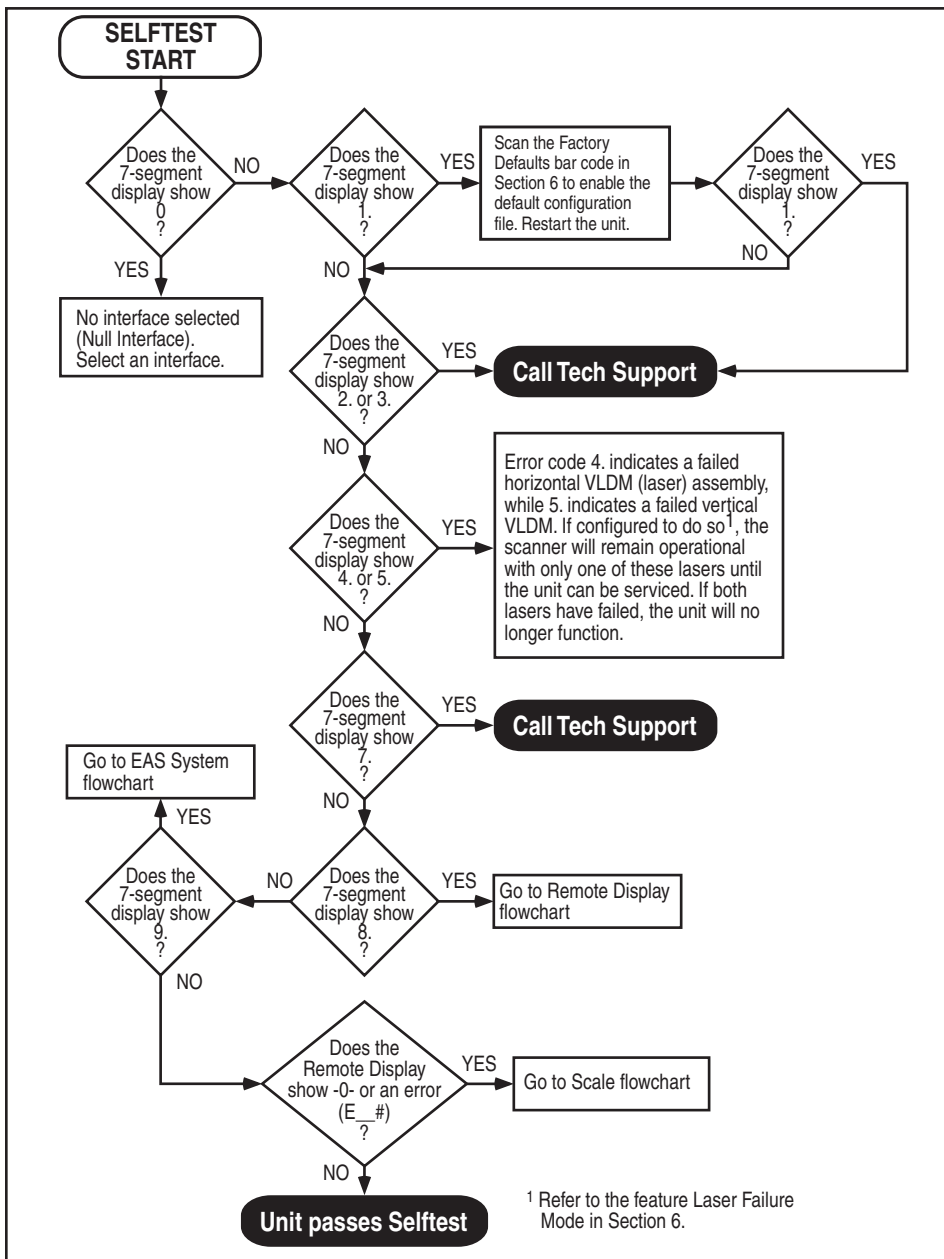 SELFTEST
START
Does the
7-segment
display show
0
?
NO
YES
No interface selected
(Null Interface).
Select an interface.
Does the
7-segment
display show
1.
?
YES
NO
Scan the Factory
Defaults bar code in
Section 6 to enable the
default configuration
file. Restart the unit.
Does the
7-segment
display show
1.
?
YES
NO
Does the
7-segment
display show
2. or 3.
?
YES
Call Tech Support
NO
Does the
7-segment
display show
4. or 5.
?
YES
Error code 4. indicates a failed
horizontal VLDM (laser) assembly,
while 5. indicates a failed vertical
VLDM. If configured to do so1, the
scanner will remain operational
with only one of these lasers until
the unit can be serviced. If both
lasers have failed, the unit will no
longer function.
NO
Does the
7-segment
display show
7.
?
YES
Call Tech Support
NO
Does the
7-segment
display show
8.
?
YES
Go to Remote Display
flowchart
NO
Does the
7-segment
display show
9.
?
YES
Go to EAS System
flowchart
NO
Does the
Remote Display
show -0- or an error
(E__#)
?
YES
Go to Scale flowchart
NO
Unit passes Selftest
1 Refer to the feature Laser Failure
Mode in Section 6.